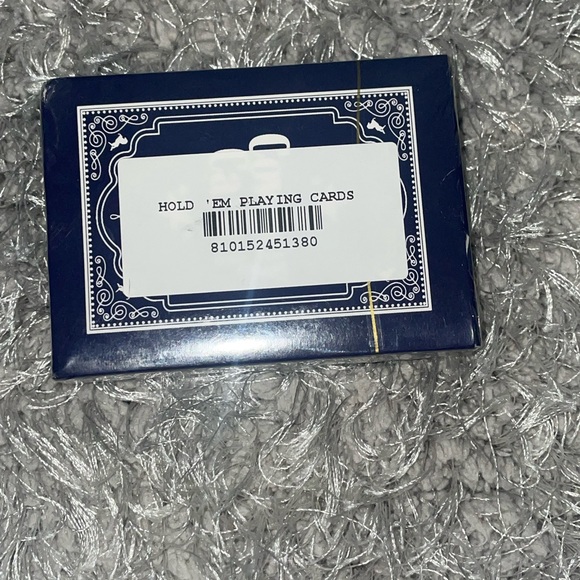 HOLD 'EM PLAYING CARDS
810152451380